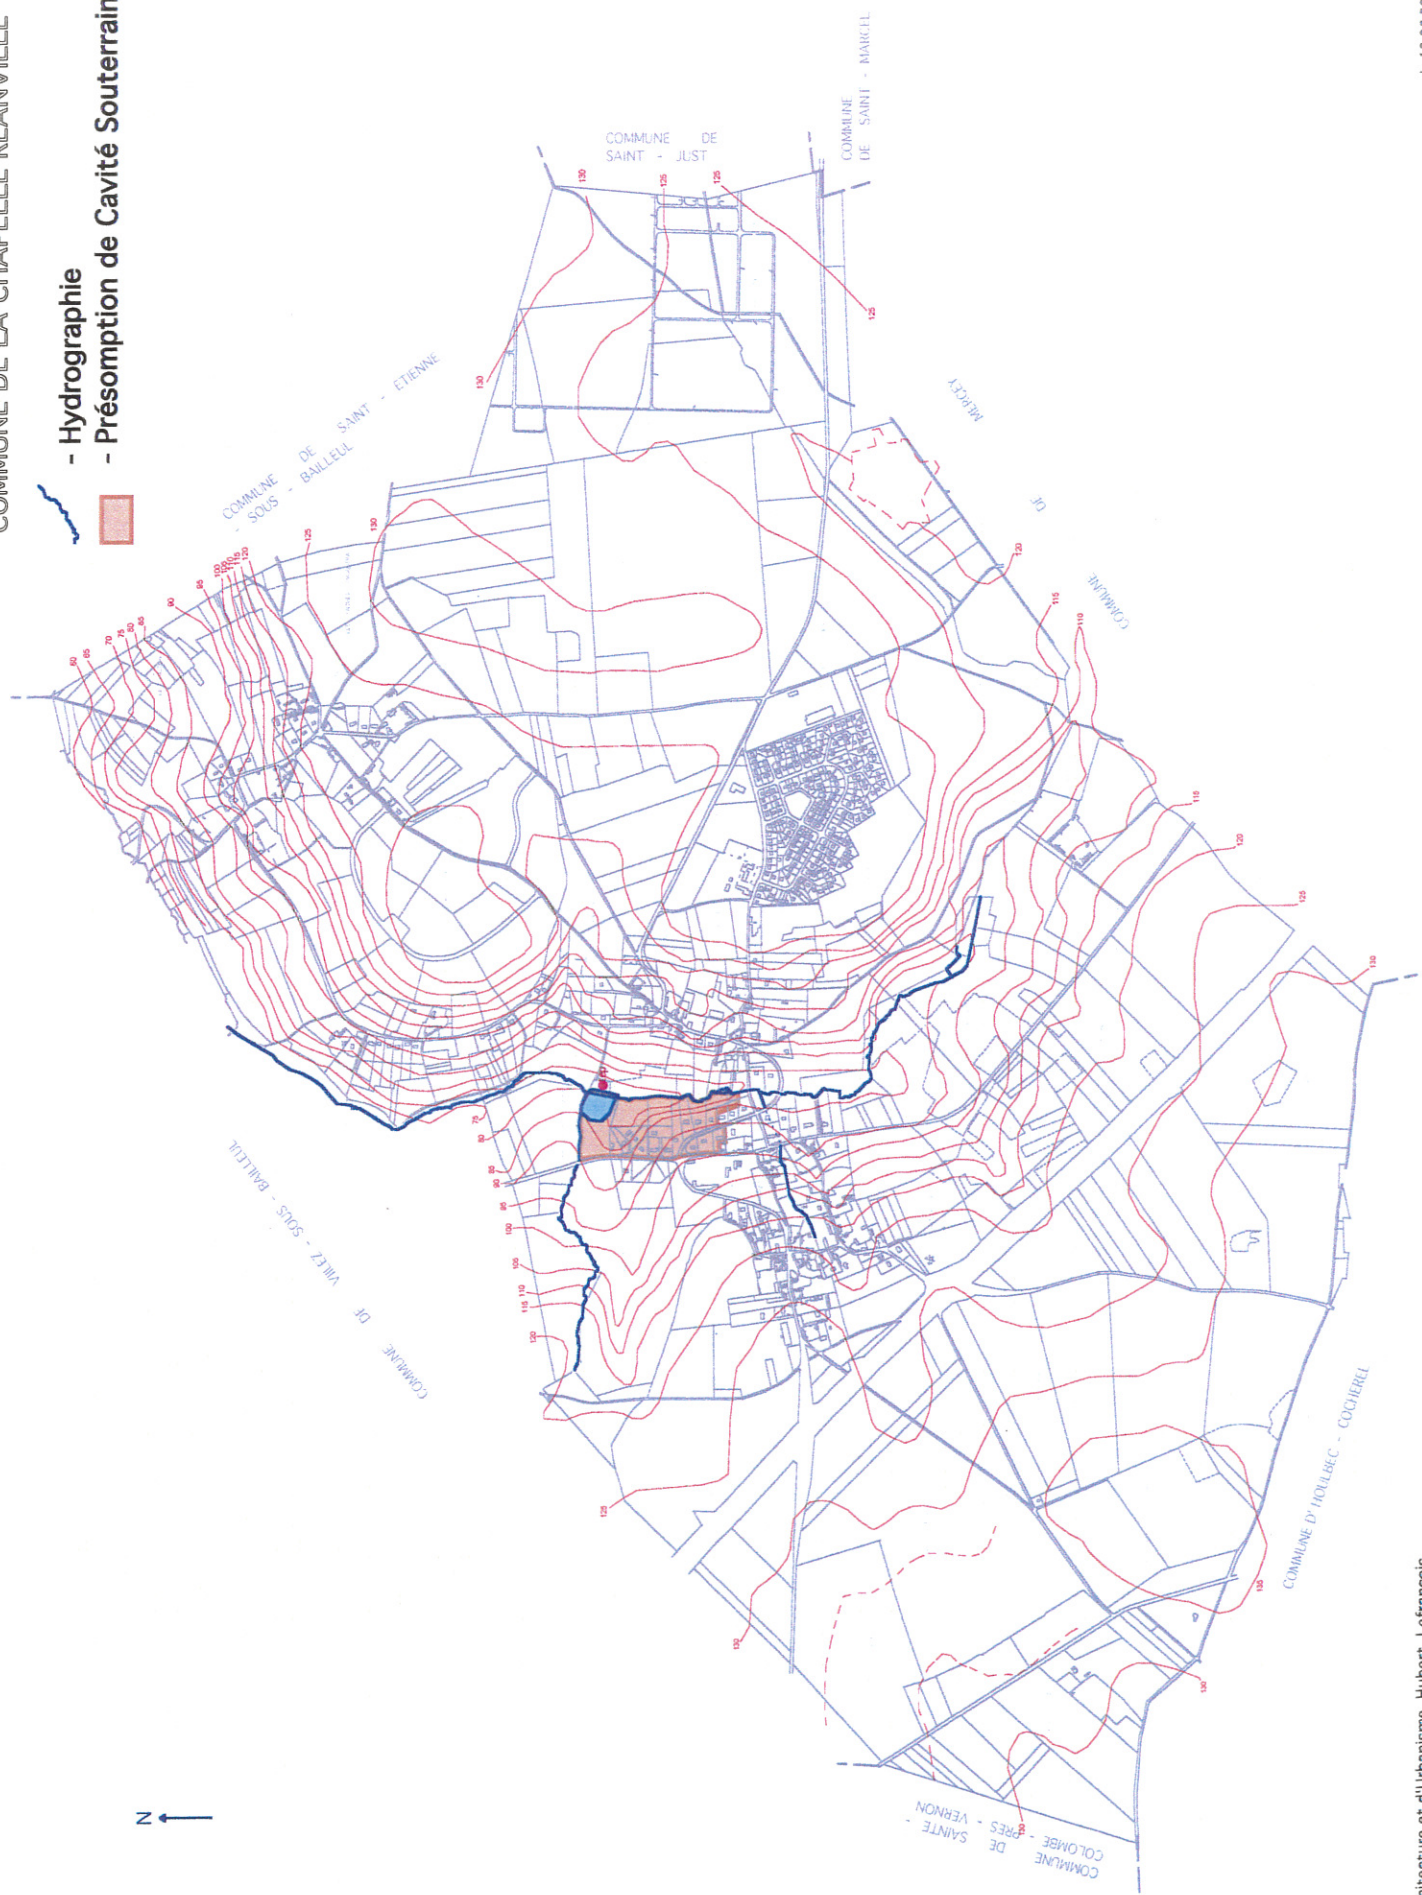 COMMUNE DE LA CHAPELLE REANVILLE
- Hydrographie
- Présomption de Cavité Souterrain
N
COMMUNE DE
SAINT - JUST
COMMUNE
DE SAINT - MARCEL
COMMUNE DE SAINT - ETIENNE
- SOUS - BAILLEUL
COMMUNE DE MERCEY
COMMUNE DE VILLEZ - SOUS - BAILLEUL
COMMUNE D'HOULBEC - COCHEREL
COMMUNE DE SAINTE -
COLOMBE - PRES - VERNON
130
125
125
130
125
130
125
120
115
110
100
95
90
85
80
75
70
65
60
120
115
110
115
120
125
130
75
80
85
90
95
100
105
110
115
120
125
130
135
130
130